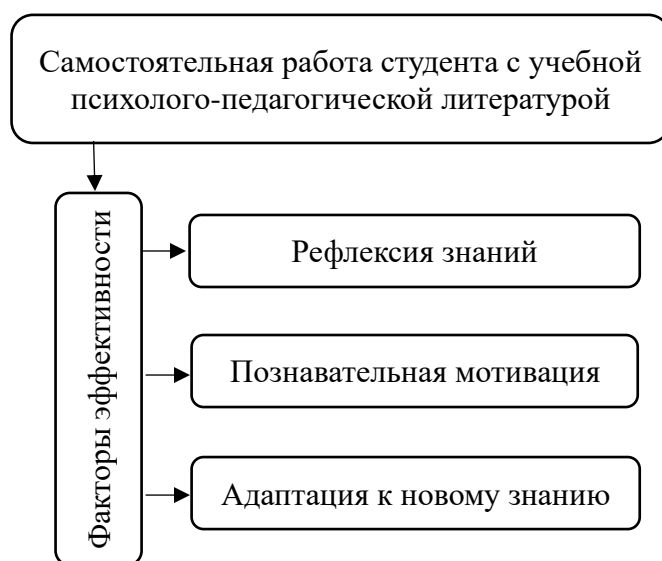 Самостоятельная работа студента с учебной
психолого-педагогической литературой
Факторы эффективности
Рефлексия знаний
Познавательная мотивация
Адаптация к новому знанию